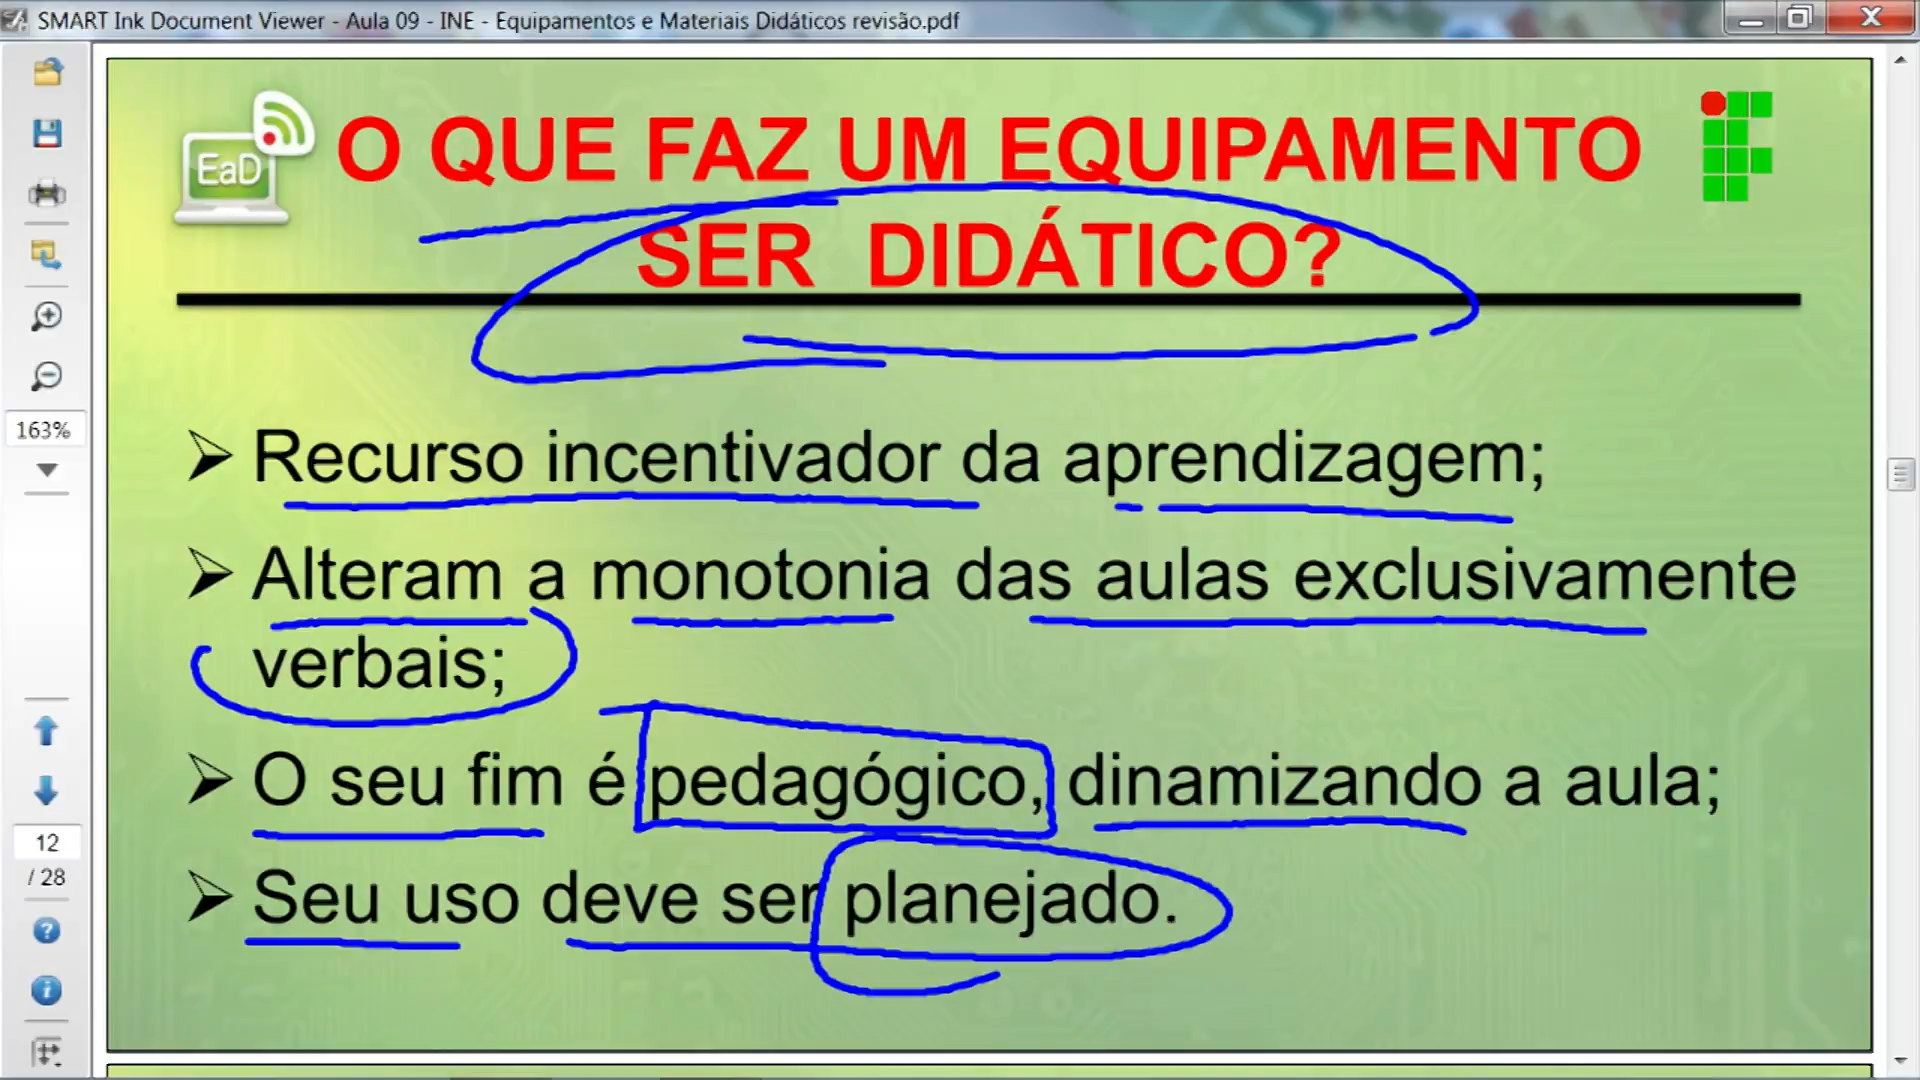 SMART Ink Document Viewer - Aula 09 - INE - Equipamentos e Materiais Didáticos revisão.pdf
EaD
O QUE FAZ UM EQUIPAMENTO
SER DIDÁTICO?
Recurso incentivador da aprendizagem;
Alteram a monotonia das aulas exclusivamente
verbais;
O seu fim é pedagógico, dinamizando a aula;
Seu uso deve ser planejado.
163%
12
/ 28